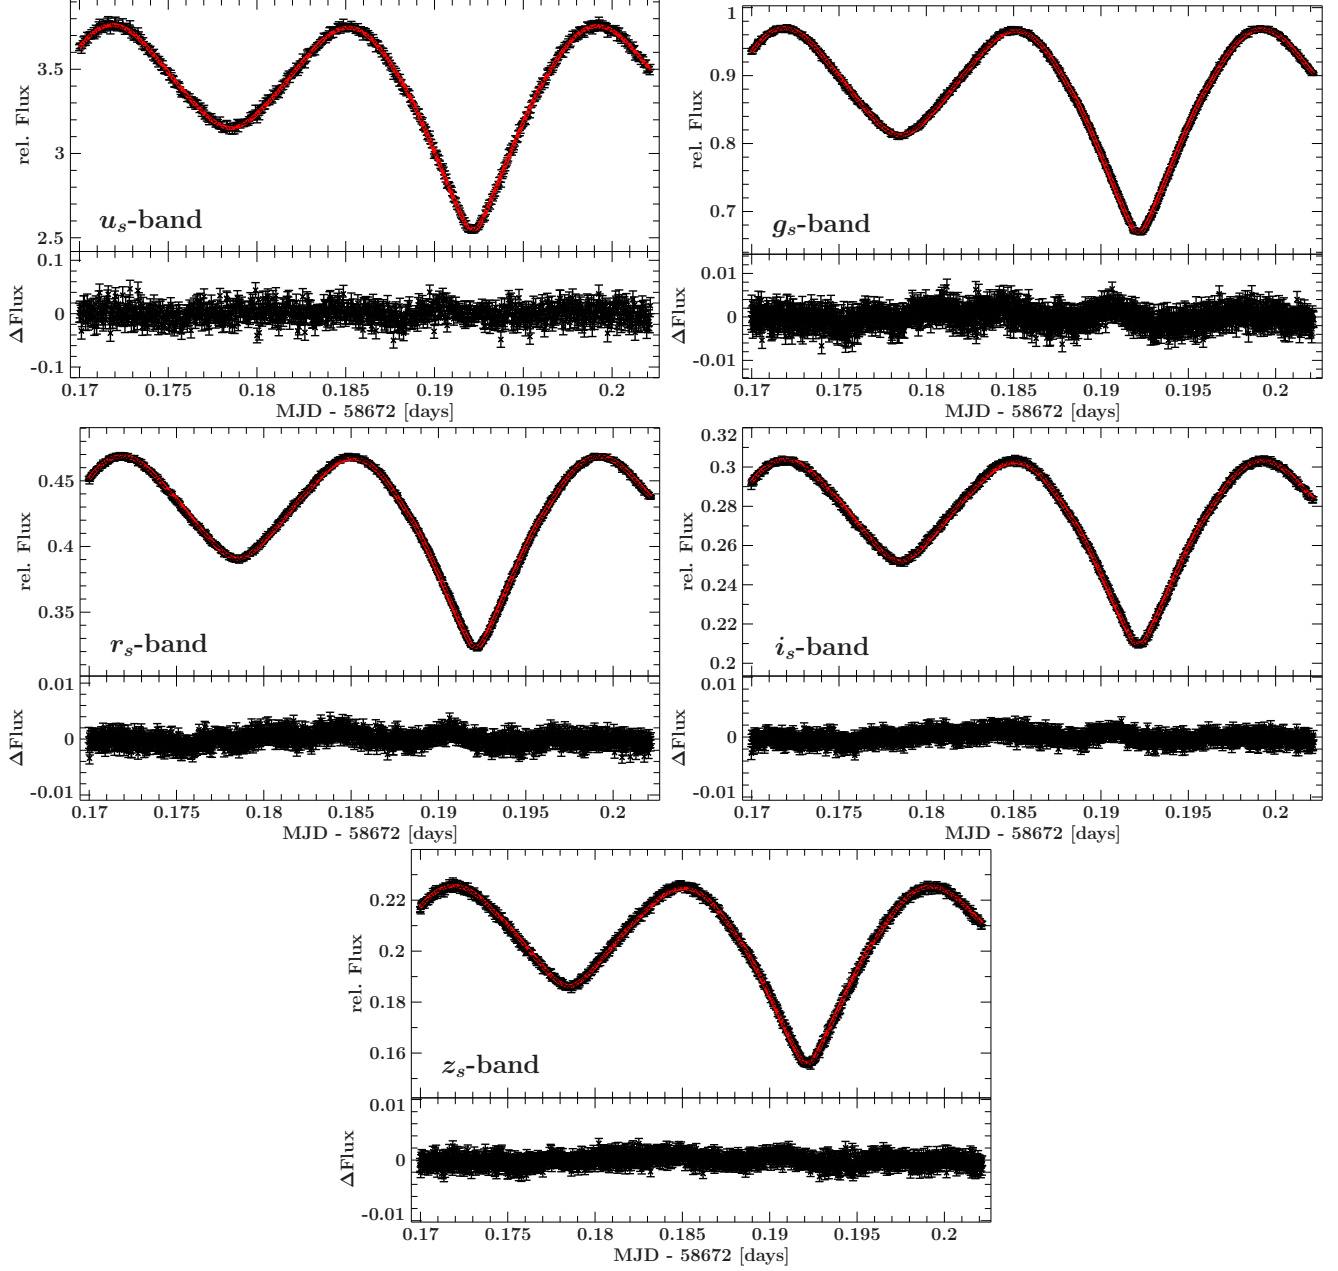 3.5
3
2.5
rel. Flux
u_s-band
0.1
0
-0.1
ΔFlux
0.17 0.175 0.18 0.185 0.19 0.195 0.2
MJD - 58672 [days]
1
0.9
0.8
0.7
rel. Flux
g_s-band
0.01
0
-0.01
ΔFlux
0.17 0.175 0.18 0.185 0.19 0.195 0.2
MJD - 58672 [days]
0.45
0.4
0.35
rel. Flux
r_s-band
0.01
0
-0.01
ΔFlux
0.17 0.175 0.18 0.185 0.19 0.195 0.2
MJD - 58672 [days]
0.32
0.3
0.28
0.26
0.24
0.22
0.2
rel. Flux
i_s-band
0.01
0
-0.01
ΔFlux
0.17 0.175 0.18 0.185 0.19 0.195 0.2
MJD - 58672 [days]
0.22
0.2
0.18
0.16
rel. Flux
z_s-band
0.01
0
-0.01
ΔFlux
0.17 0.175 0.18 0.185 0.19 0.195 0.2
MJD - 58672 [days]